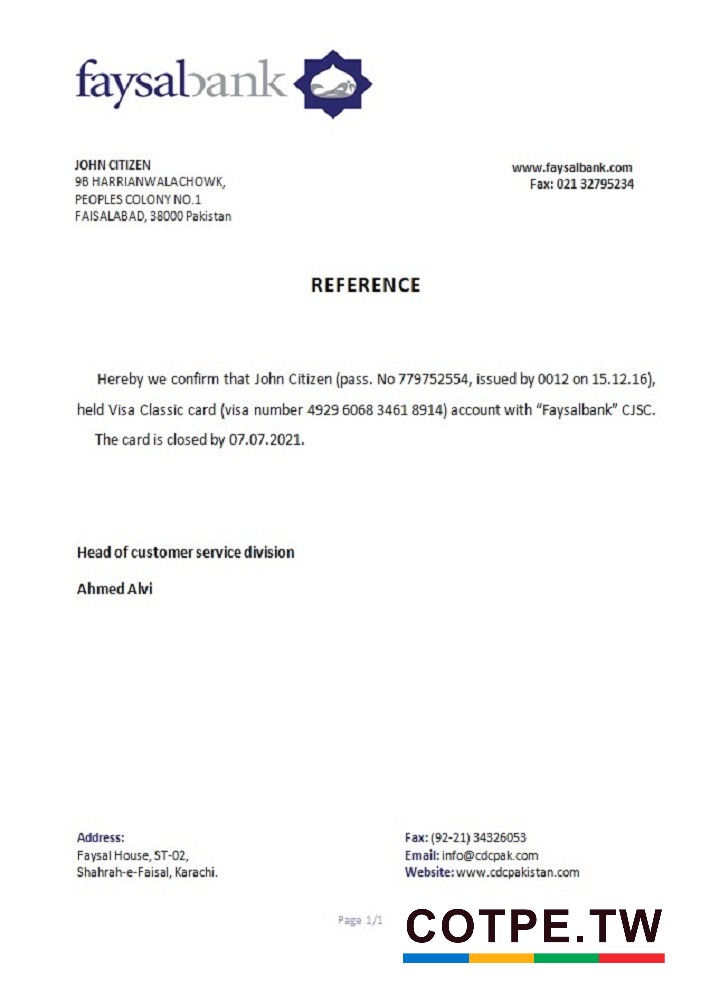 faysalbank
JOHN CITIZEN
9B HARRIANWALACHOWK,
PEOPLES COLONY NO.1
FAISALABAD, 38000 Pakistan
www.faysalbank.com
Fax: 021 32795234
REFERENCE
Hereby we confirm that John Citizen (pass. No 779752554, issued by 0012 on 15.12.16),
held Visa Classic card (visa number 4929 6068 3461 8914) account with “Faysalbank” CJSC.
The card is closed by 07.07.2021.
Head of customer service division
Ahmed Alvi
Address:
Faysal House, ST-02,
Shahrah-e-Faisal, Karachi.
Fax: (92-21) 34326053
Email: info@cdcpak.com
Website: www.cdcpakistan.com
Page 1/1
COTPE.TW